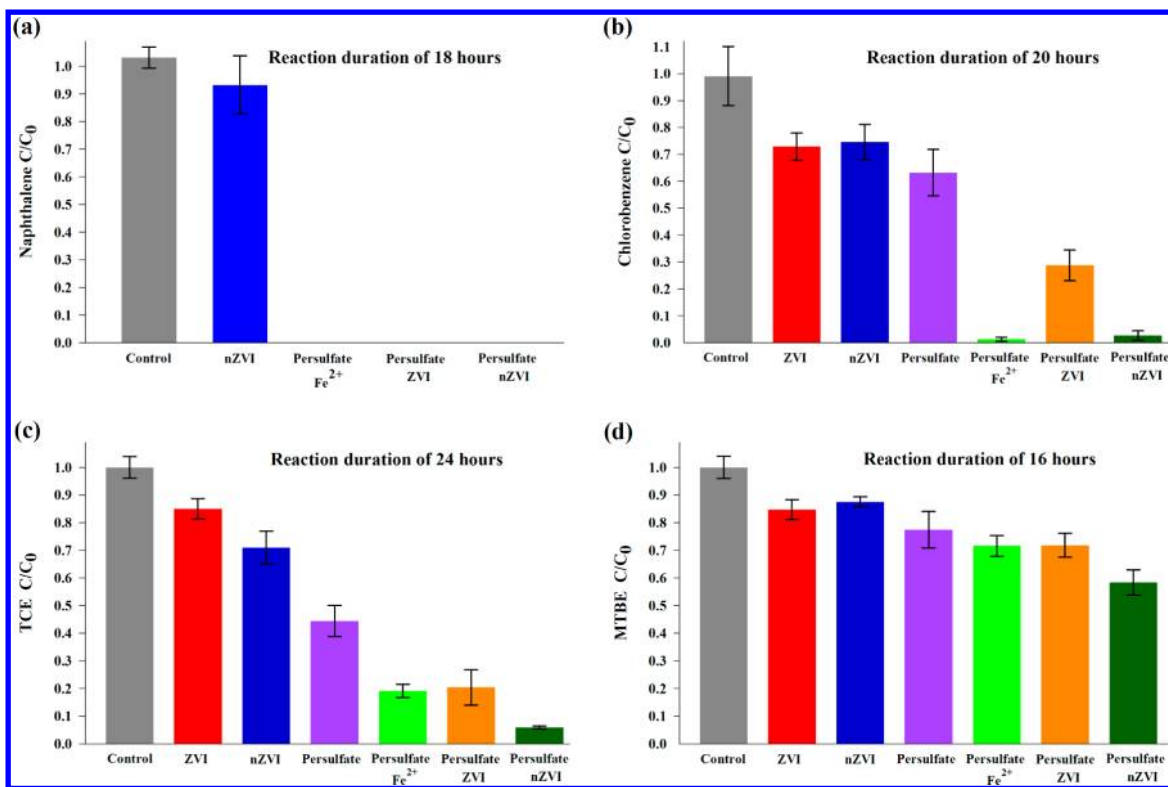 (a)
Reaction duration of 18 hours
Naphthalene C/C0
1.0
0.9
0.8
0.7
0.6
0.5
0.4
0.3
0.2
0.1
0.0
Control nZVI Persulfate Fe2+ Persulfate ZVI Persulfate nZVI
(b)
Reaction duration of 20 hours
Chlorobenzene C/C0
1.1
1.0
0.9
0.8
0.7
0.6
0.5
0.4
0.3
0.2
0.1
0.0
Control ZVI nZVI Persulfate Persulfate Fe2+ Persulfate ZVI Persulfate nZVI
(c)
Reaction duration of 24 hours
TCE C/C0
1.0
0.9
0.8
0.7
0.6
0.5
0.4
0.3
0.2
0.1
0.0
Control ZVI nZVI Persulfate Persulfate Fe2+ Persulfate ZVI Persulfate nZVI
(d)
Reaction duration of 16 hours
MTBE C/C0
1.0
0.9
0.8
0.7
0.6
0.5
0.4
0.3
0.2
0.1
0.0
Control ZVI nZVI Persulfate Persulfate Fe2+ Persulfate ZVI Persulfate nZVI